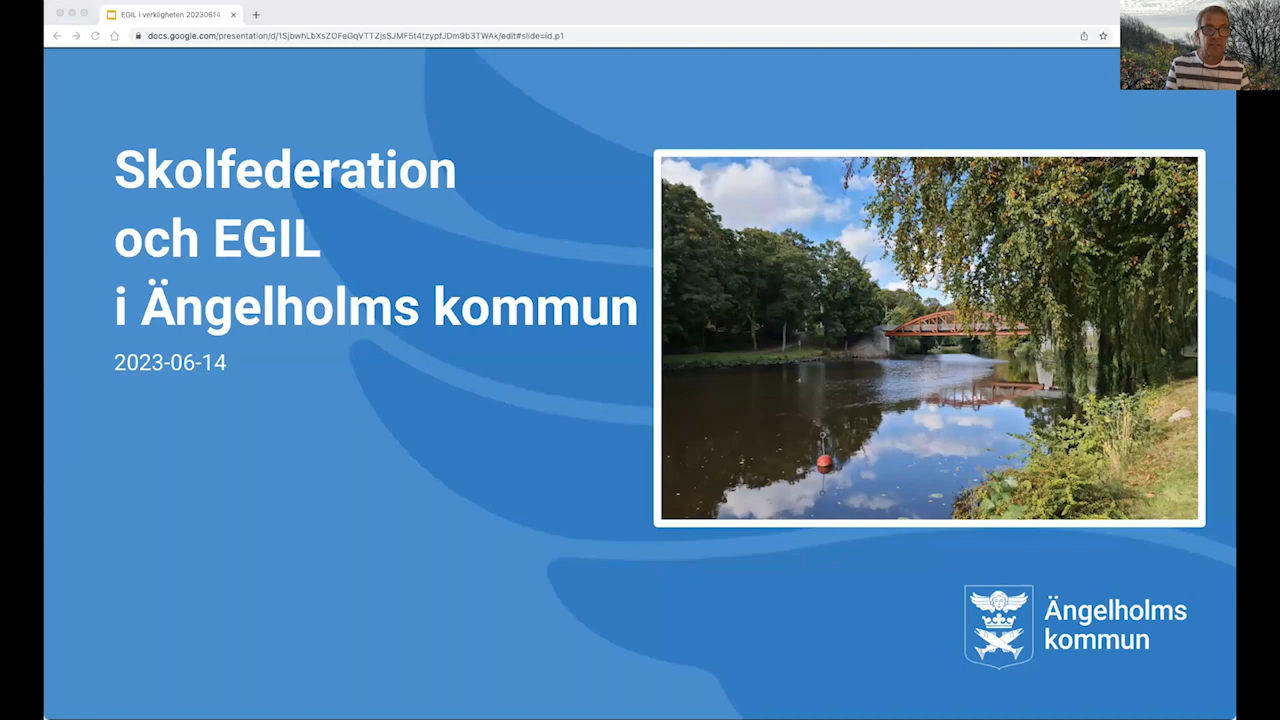 EGIL i verkligheten 20230614
docs.google.com/presentation/d/1SjbwhLbXsZOFeGqVTTZjsSJMF5t4tzypfJDm9b3TWAk/edit#slide=id.p1
Skolfederation
och EGIL
i Ängelholms kommun
2023-06-14
Ängelholms
kommun